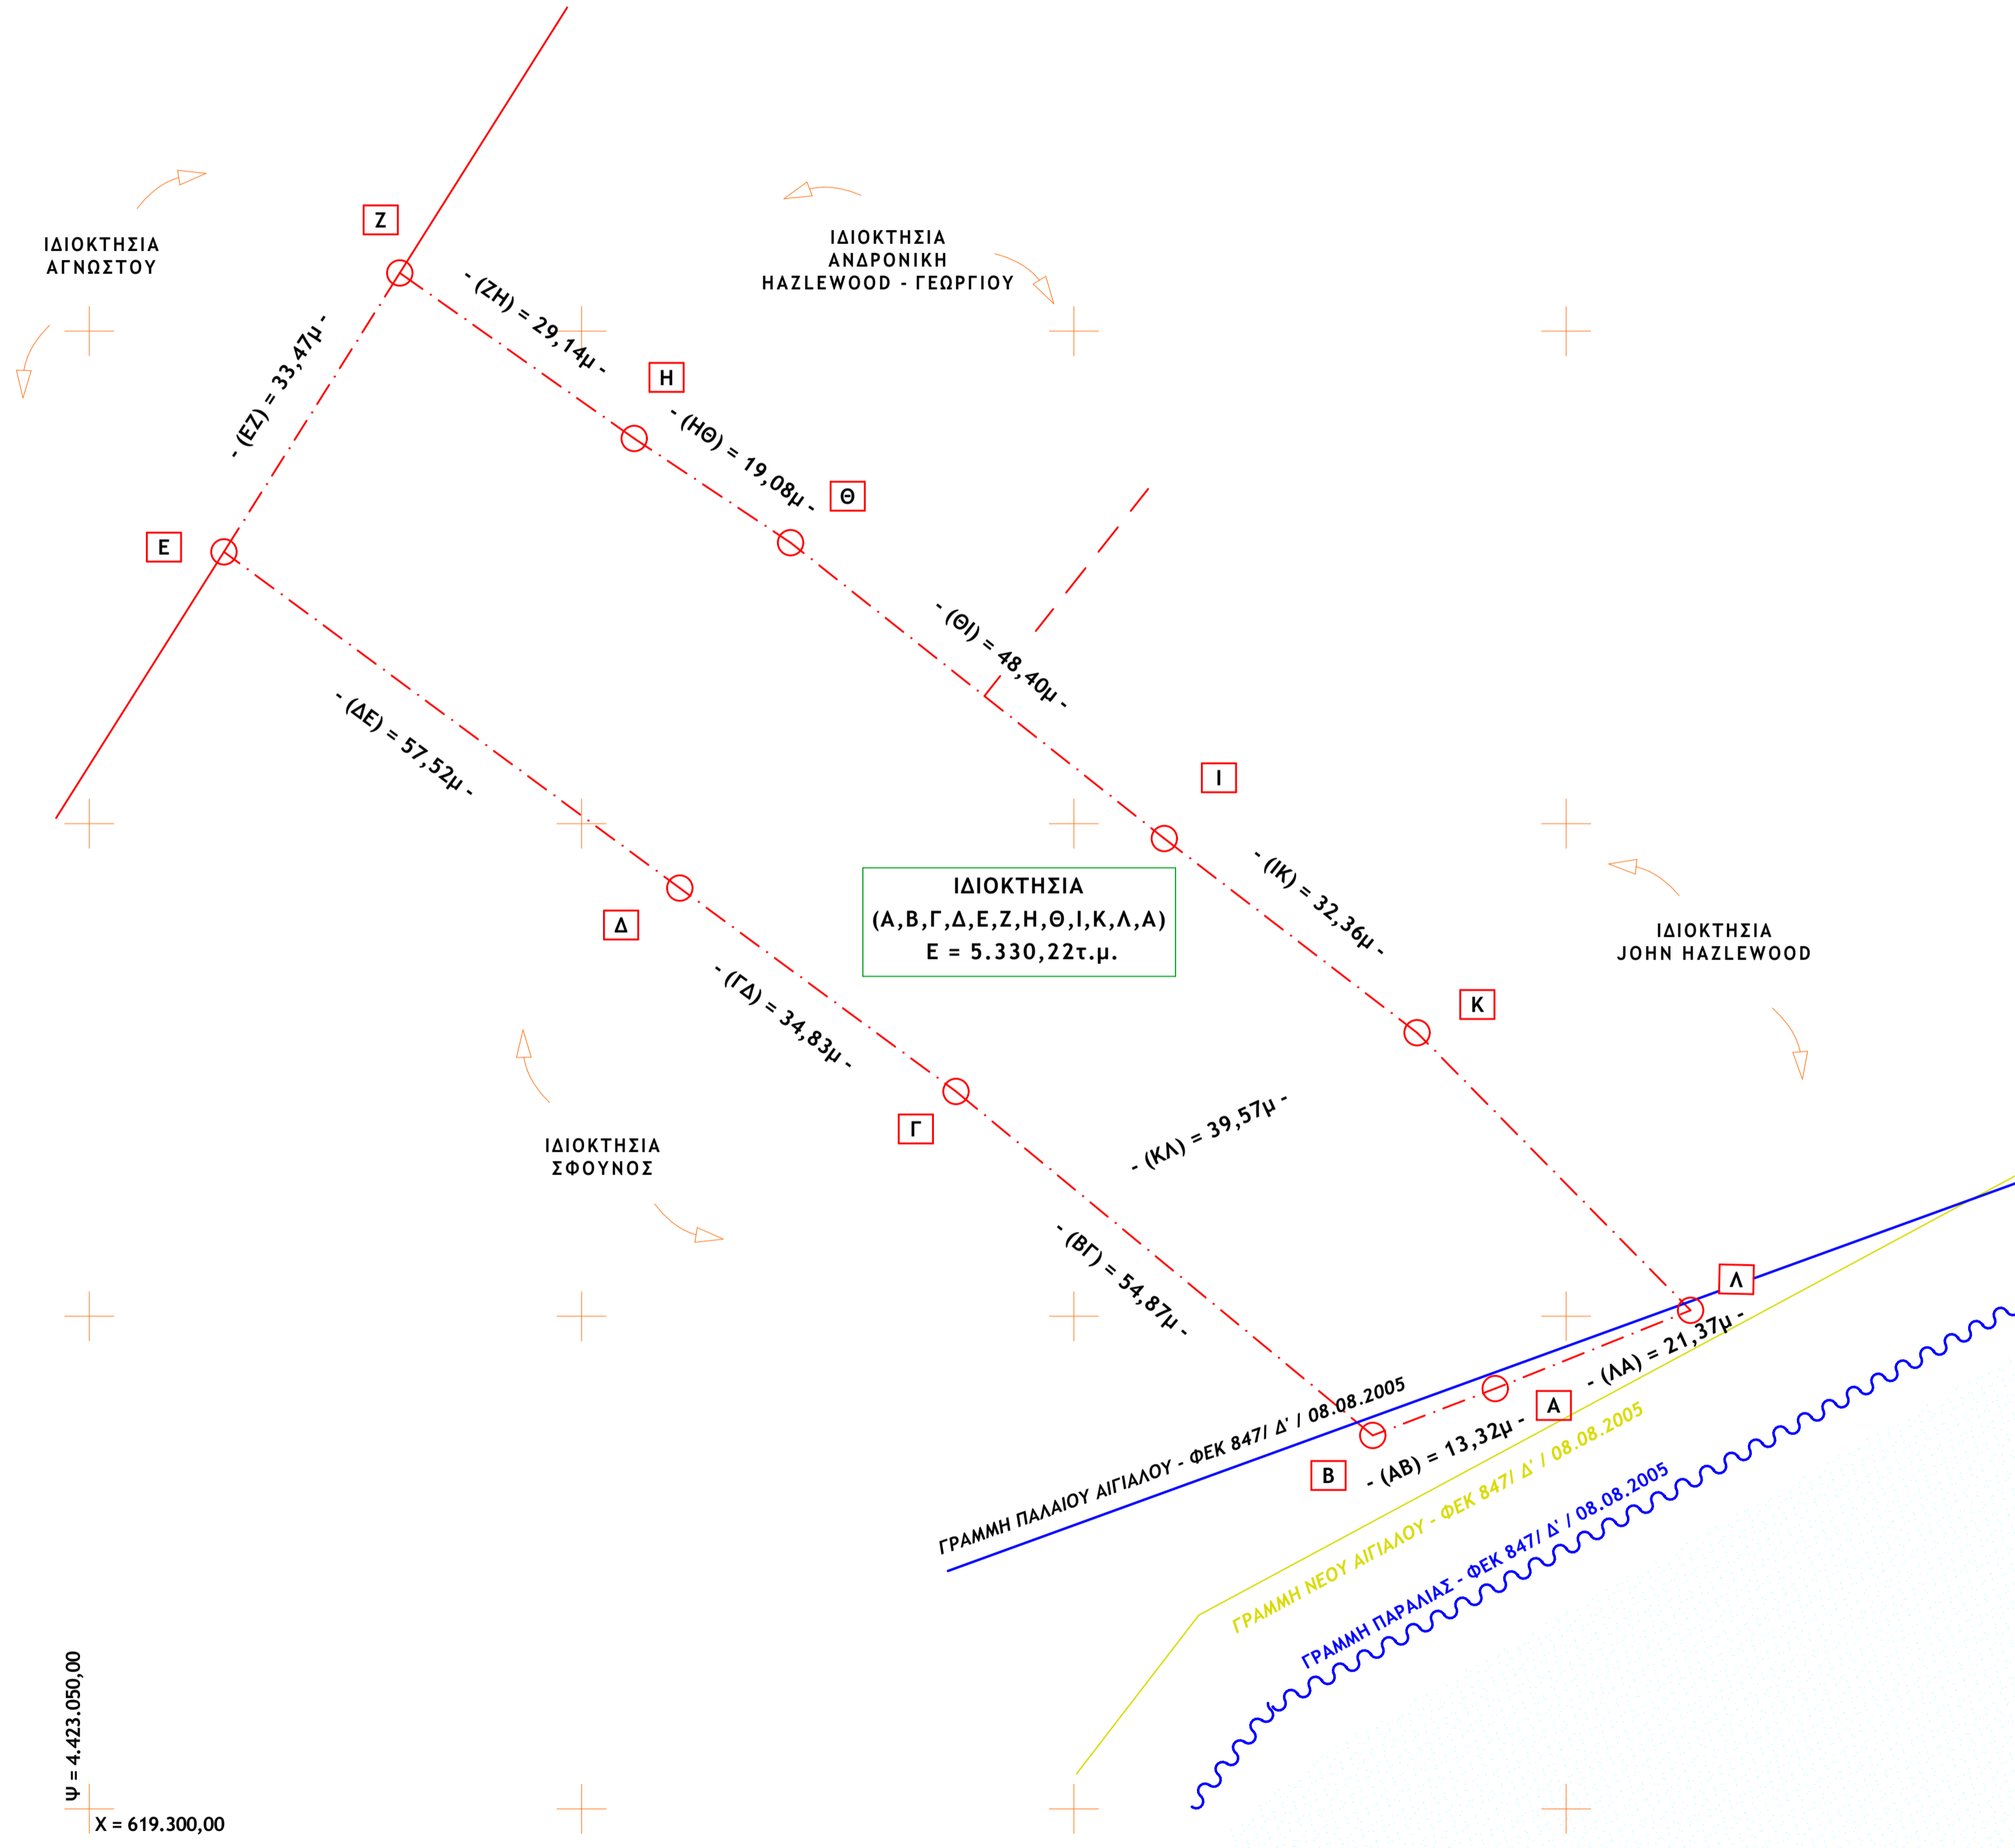 Ζ
ΙΔΙΟΚΤΗΣΙΑ
ΑΓΝΩΣΤΟΥ
ΙΔΙΟΚΤΗΣΙΑ
ΑΝΔΡΟΝΙΚΗ
HAZLEWOOD - ΓΕΩΡΓΙΟΥ
- (ΖΗ) = 29,14μ -
- (ΕΖ) = 33,47μ -
Η
- (ΗΘ) = 19,08μ -
Θ
Ε
- (ΘΙ) = 48,40μ -
- (ΔΕ) = 57,52μ -
Ι
- (ΙΚ) = 32,36μ -
ΙΔΙΟΚΤΗΣΙΑ
(Α,Β,Γ,Δ,Ε,Ζ,Η,Θ,Ι,Κ,Λ,Α)
Ε = 5.330,22τ.μ.
Δ
ΙΔΙΟΚΤΗΣΙΑ
JOHN HAZLEWOOD
- (ΓΔ) = 34,83μ -
Κ
Γ
- (ΚΛ) = 39,57μ -
ΙΔΙΟΚΤΗΣΙΑ
ΣΦΟΥΝΟΣ
- (ΒΓ) = 54,87μ -
Λ
- (ΛΑ) = 21,37μ -
Α
- (ΑΒ) = 13,32μ -
Β
ΓΡΑΜΜΗ ΠΑΛΑΙΟΥ ΑΙΓΙΑΛΟΥ - ΦΕΚ 847/ Δ' / 08.08.2005
ΓΡΑΜΜΗ ΝΕΟΥ ΑΙΓΙΑΛΟΥ - ΦΕΚ 847/ Δ' / 08.08.2005
ΓΡΑΜΜΗ ΠΑΡΑΛΙΑΣ - ΦΕΚ 847/ Δ' / 08.08.2005
Ψ = 4.423.050,00
Χ = 619.300,00